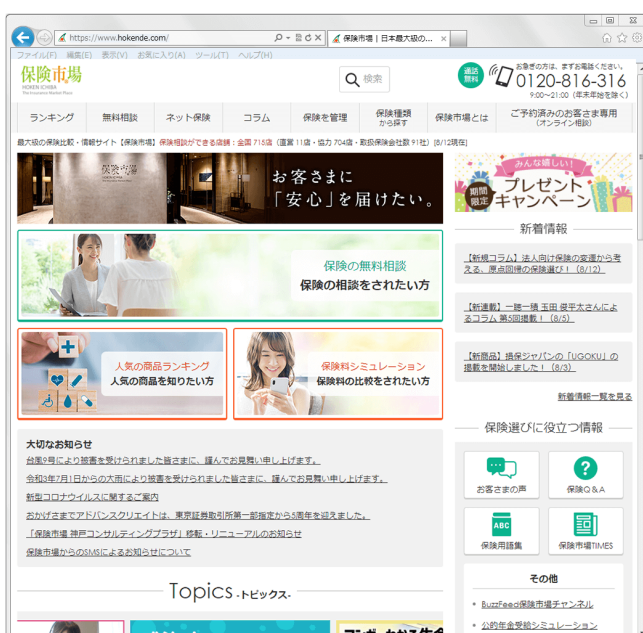 https://www.hokende.com/
保険市場 | 日本最大級の...
ファイル(F) 編集(E) 表示(V) お気に入り(A) ツール(T) ヘルプ(H)
保険市場
HOKEN ICHIBA
The Insurance Market Place
検索
通話無料
お急ぎの方は、まずお電話ください。
0120-816-316
9:00~21:00（年末年始を除く）
ランキング
無料相談
ネット保険
コラム
保険を管理
保険種類
から探す
保険市場とは
ご予約済みのお客さま専用
（オンライン相談）
最大級の保険比較・情報サイト【保険市場】保険相談ができる店舗：全国 715店（直営 11店・協力 704店・取扱保険会社数 91社）[8/12現在]
保険市場
お客さまに
「安心」を届けたい。
みんな嬉しい！
期間限定
プレゼント
キャンペーン
保険の無料相談
保険の相談をされたい方
人気の商品ランキング
人気の商品を知りたい方
保険料シミュレーション
保険料の比較をされたい方
新着情報
【新規コラム】法人向け保険の変遷から考
える、原点回帰の保険選び！（8/12）
【新連載】一聴一積 玉田 俊平太さんによ
るコラム 第5回掲載！（8/5）
【新商品】損保ジャパンの「UGOKU」の
掲載を開始しました！（8/3）
新着情報一覧を見る
大切なお知らせ
台風9号により被害を受けられました皆さまに、謹んでお見舞い申し上げます。
令和3年7月1日からの大雨により被害を受けられました皆さまに、謹んでお見舞い申し上げます。
新型コロナウイルスに関するご案内
おかげさまでアドバンスクリエイトは、東京証券取引所第一部指定から5周年を迎えました。
「保険市場 神戸コンサルティングプラザ」移転・リニューアルのお知らせ
保険市場からのSMSによるお知らせについて
保険選びに役立つ情報
お客さまの声
保険Q&A
ABC
保険用語集
保険市場TIMES
その他
BuzzFeed保険市場チャンネル
公的年金受給シミュレーション
Topics -トピックス-